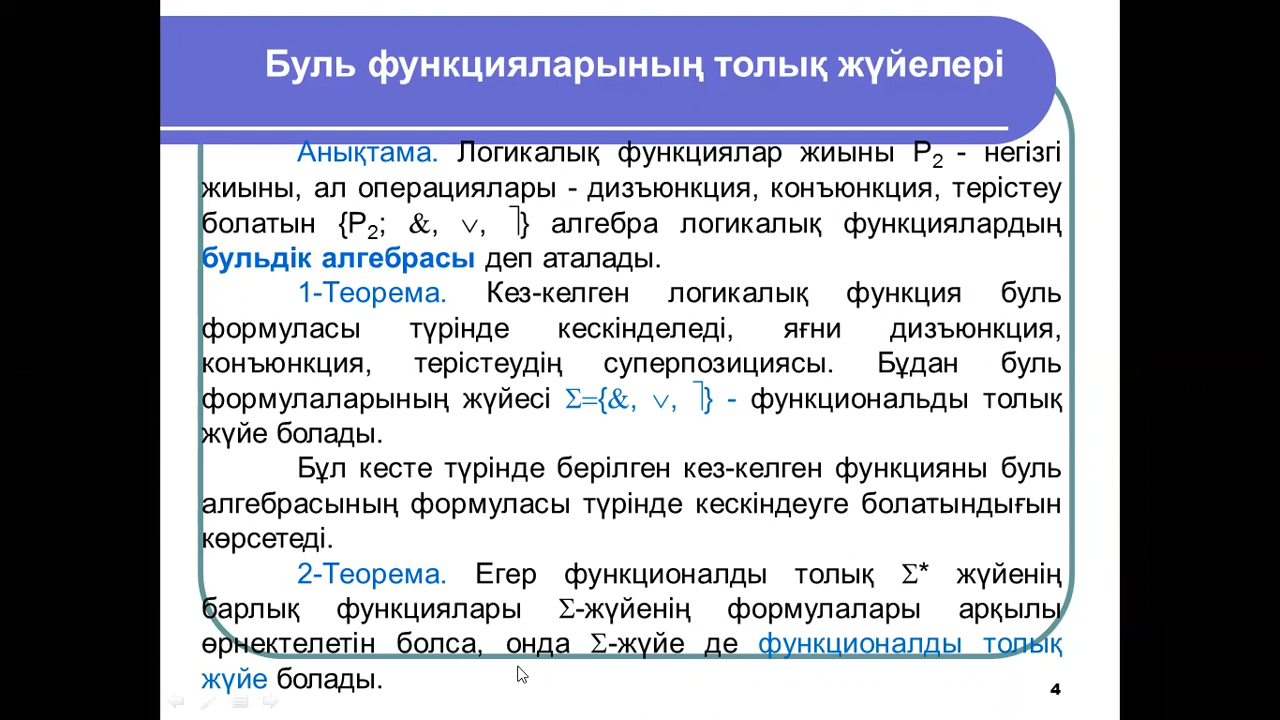 Буль функцияларының толық жүйелері
Анықтама. Логикалық функциялар жиыны P₂ - негізгі
жиыны, ал операциялары - дизъюнкция, конъюнкция, терістеу
болатын {P₂; &, ∨, ⎤} алгебра логикалық функциялардың
бульдік алгебрасы деп аталады.
1-Теорема. Кез-келген логикалық функция буль
формуласы түрінде кескінделеді, яғни дизъюнкция,
конъюнкция, терістеудің суперпозициясы. Бұдан буль
формулаларының жүйесі Σ={&, ∨, ⎤} - функциональды толық
жүйе болады.
Бұл кесте түрінде берілген кез-келген функцияны буль
алгебрасының формуласы түрінде кескіндеуге болатындығын
көрсетеді.
2-Теорема. Егер функционалды толық Σ* жүйенің
барлық функциялары Σ-жүйенің формулалары арқылы
өрнектелетін болса, онда Σ-жүйе де функционалды толық
жүйе болады.
4